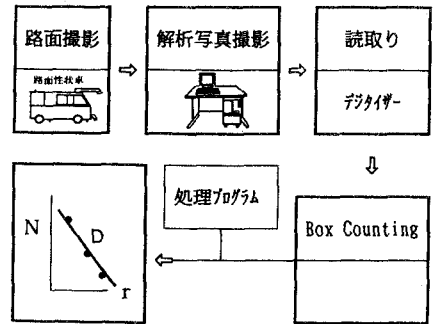 路面撮影
路面性状車
解析写真撮影
読取り
デジタイザー
Box Counting
処理プログラム
N
D
r